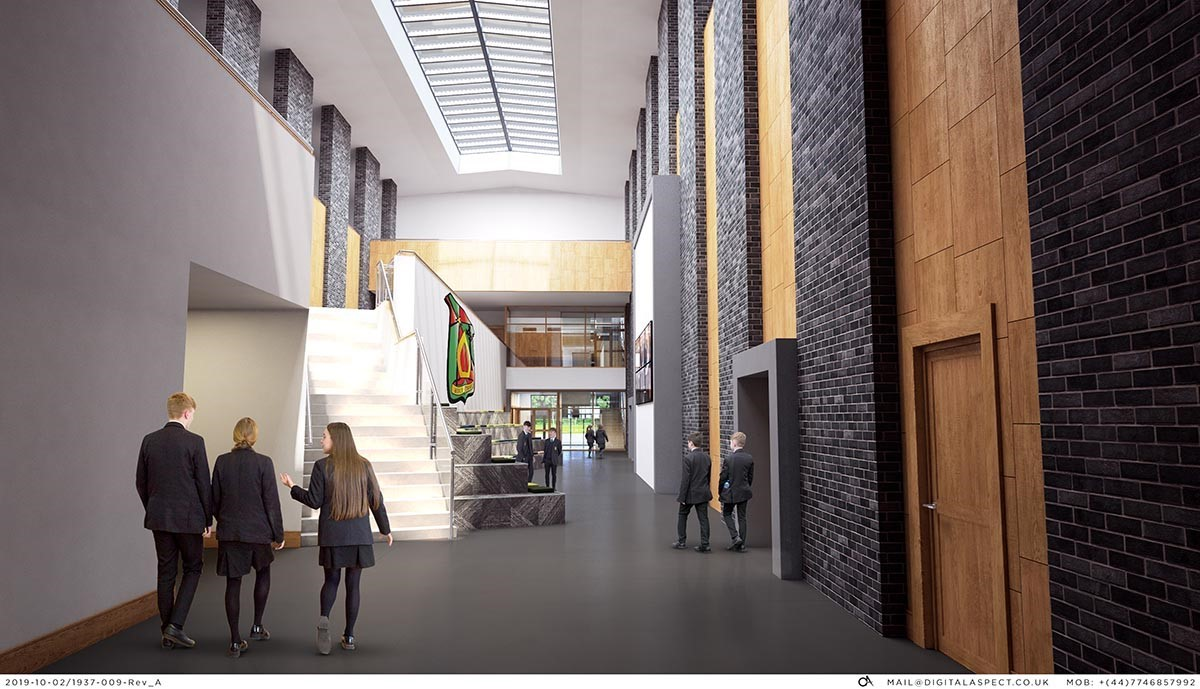 2019-10-02/1937-009-Rev_A
MAIL@DIGITALASPECT.CO.UK MOB: +(44)7746857992